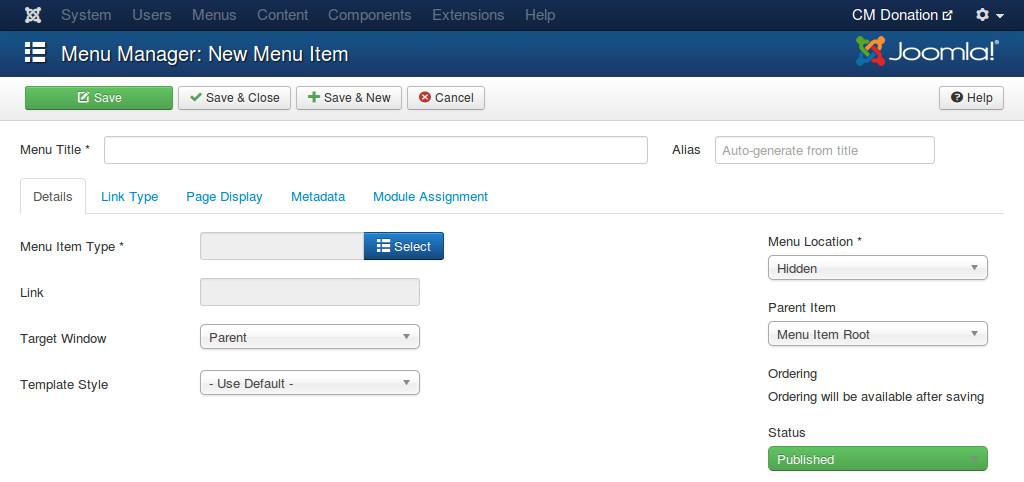 System Users Menus Content Components Extensions Help CM Donation
Menu Manager: New Menu Item Joomla!®
Save Save & Close Save & New Cancel Help
Menu Title * Alias Auto-generate from title
Details Link Type Page Display Metadata Module Assignment
Menu Item Type * Select
Link
Target Window Parent
Template Style - Use Default -
Menu Location *
Hidden
Parent Item
Menu Item Root
Ordering
Ordering will be available after saving
Status
Published